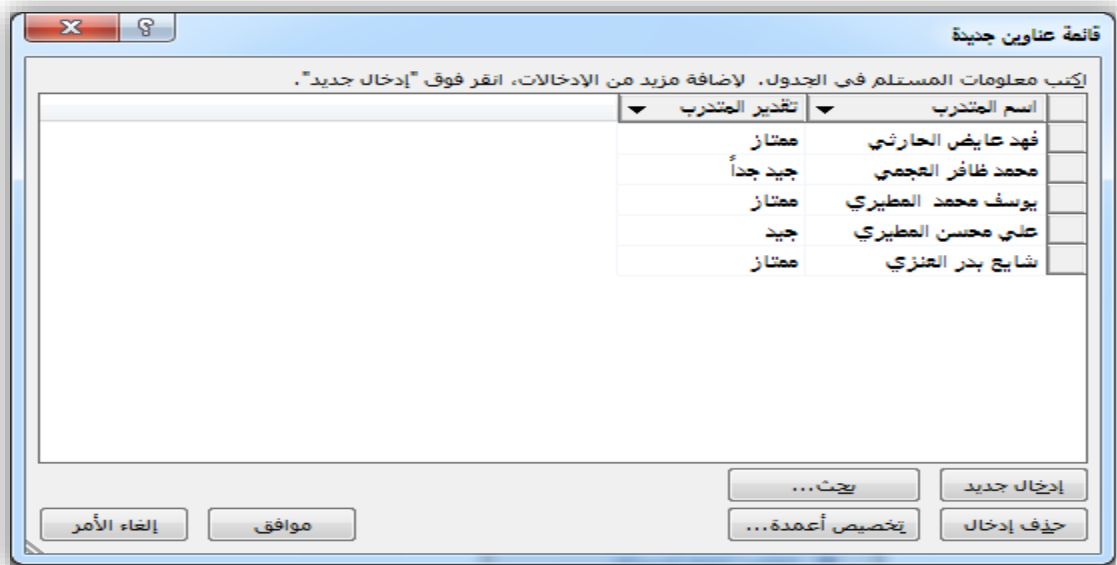 قائمة عناوين جديدة
اكتب معلومات المستلم في الجدول. لإضافة مزيد من الإدخالات، انقر فوق "إدخال جديد".
اسم المتدرب تقدير المتدرب
فهد عايض الحارثي ممتاز
محمد ظافر العجمي جيد جداً
يوسف محمد المطيري ممتاز
علي محسن المطيري جيد
شايع بدر العنزي ممتاز
إدخال جديد بحث...
حذف إدخال تخصيص أعمدة... موافق إلغاء الأمر